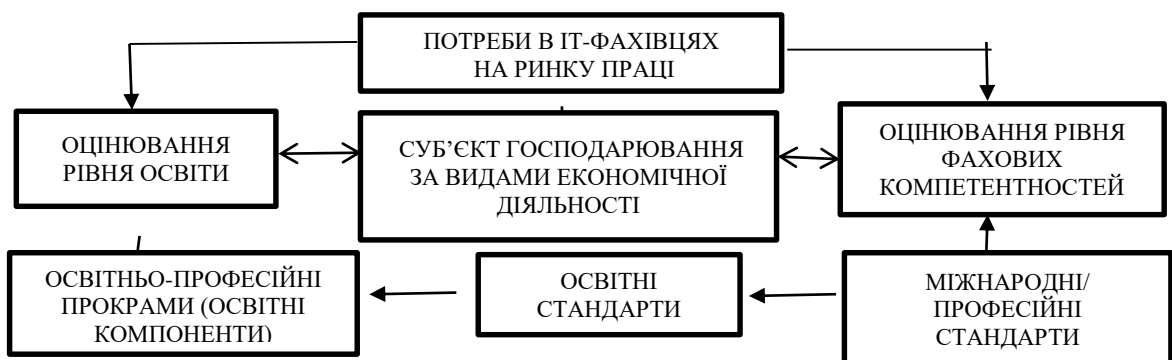 ПОТРЕБИ В ІТ-ФАХІВЦЯХ
НА РИНКУ ПРАЦІ
ОЦІНЮВАННЯ
РІВНЯ ОСВІТИ
СУБ’ЄКТ ГОСПОДАРЮВАННЯ
ЗА ВИДАМИ ЕКОНОМІЧНОЇ
ДІЯЛЬНОСТІ
ОЦІНЮВАННЯ РІВНЯ
ФАХОВИХ
КОМПЕТЕНТНОСТЕЙ
ОСВІТНЬО-ПРОФЕСІЙНІ
ПРОКРАМИ (ОСВІТНІ
КОМПОНЕНТИ)
ОСВІТНІ
СТАНДАРТИ
МІЖНАРОДНІ/
ПРОФЕСІЙНІ
СТАНДАРТИ